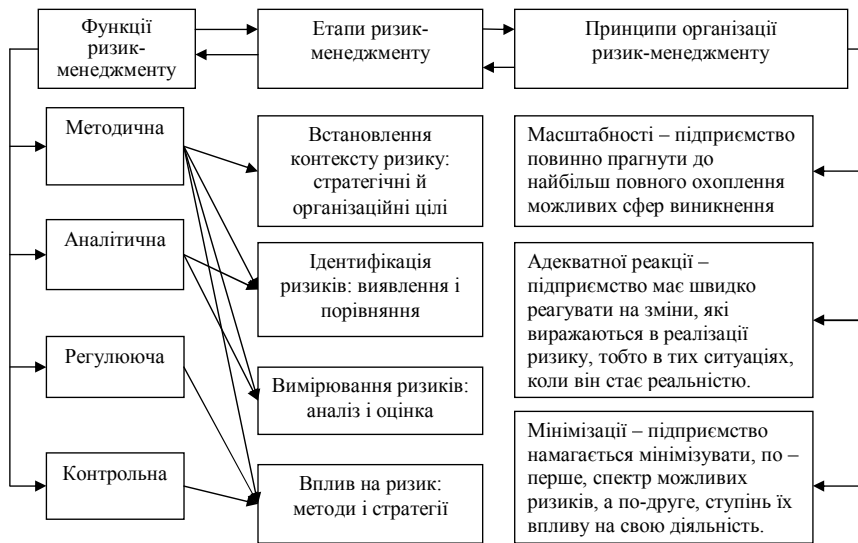 Функції
ризик-
менеджменту
Етапи ризик-
менеджменту
Принципи організації
ризик-менеджменту
Методична
Аналітична
Регулююча
Контрольна
Встановлення
контексту ризику:
стратегічні й
організаційні цілі
Ідентифікація
ризиків: виявлення і
порівняння
Вимірювання ризиків:
аналіз і оцінка
Вплив на ризик:
методи і стратегії
Масштабності – підприємство
повинно прагнути до
найбільш повного охоплення
можливих сфер виникнення
Адекватної реакції –
підприємство має швидко
реагувати на зміни, які
виражаються в реалізації
ризику, тобто в тих ситуаціях,
коли він стає реальністю.
Мінімізації – підприємство
намагається мінімізувати, по –
перше, спектр можливих
ризиків, а по-друге, ступінь їх
впливу на свою діяльність.